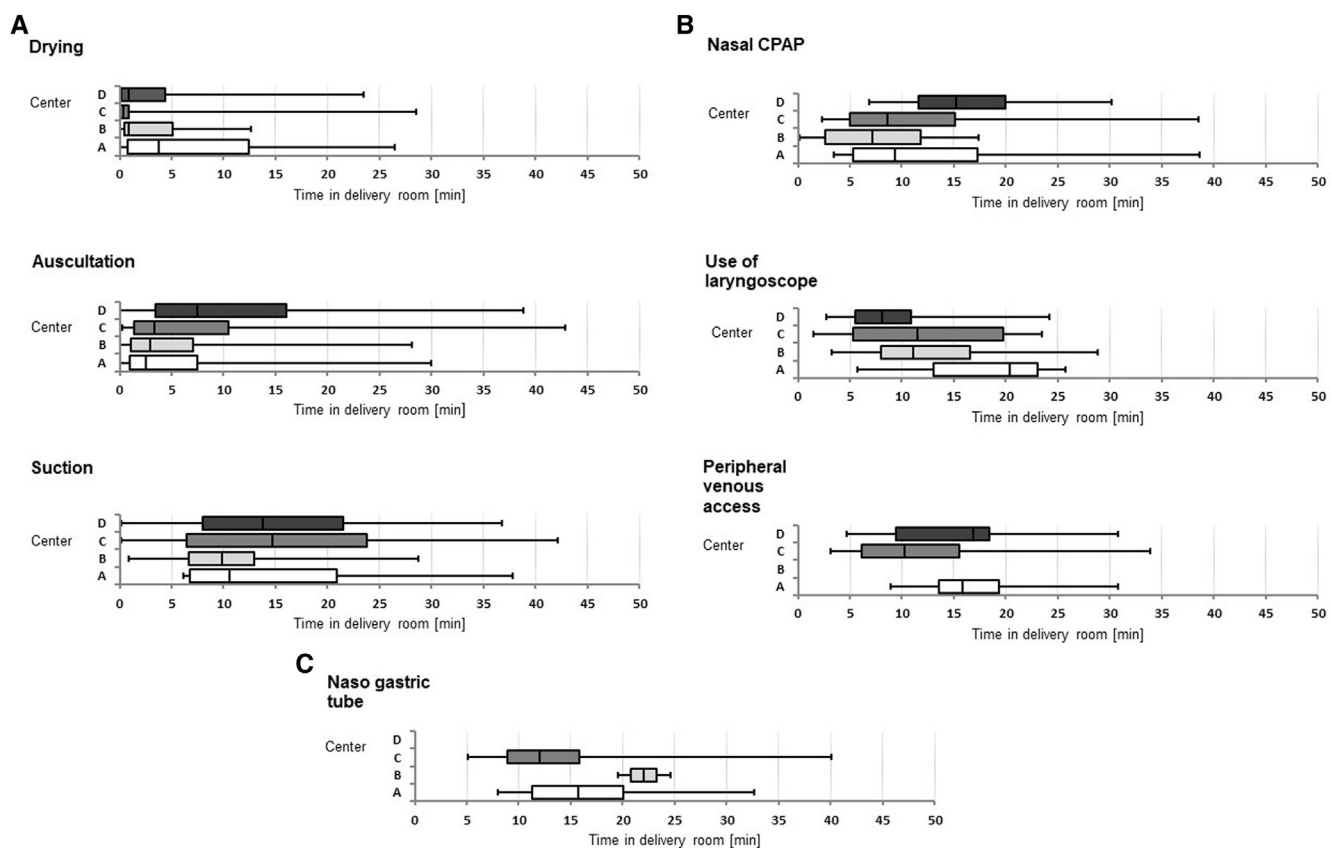 A
Drying
Center
D
C
B
A
0 5 10 15 20 25 30 35 40 45 50
Time in delivery room [min]
Auscultation
Center
D
C
B
A
0 5 10 15 20 25 30 35 40 45 50
Time in delivery room [min]
Suction
Center
D
C
B
A
0 5 10 15 20 25 30 35 40 45 50
Time in delivery room [min]
B
Nasal CPAP
Center
D
C
B
A
0 5 10 15 20 25 30 35 40 45 50
Time in delivery room [min]
Use of
laryngoscope
Center
D
C
B
A
0 5 10 15 20 25 30 35 40 45 50
Time in delivery room [min]
Peripheral
venous
access
Center
D
C
B
A
0 5 10 15 20 25 30 35 40 45 50
Time in delivery room [min]
C
Naso gastric
tube
Center
D
C
B
A
0 5 10 15 20 25 30 35 40 45 50
Time in delivery room [min]